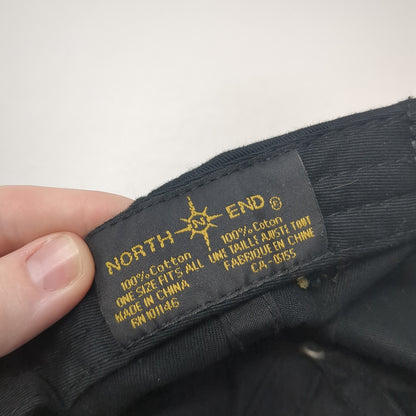 NORTH N END®
100% Cotton 100% Coton
ONE SIZE FITS ALL UNE TAILLE AJUSTE TOUT
MADE IN CHINA FABRIQUE EN CHINE
RN 101146 CA-0155